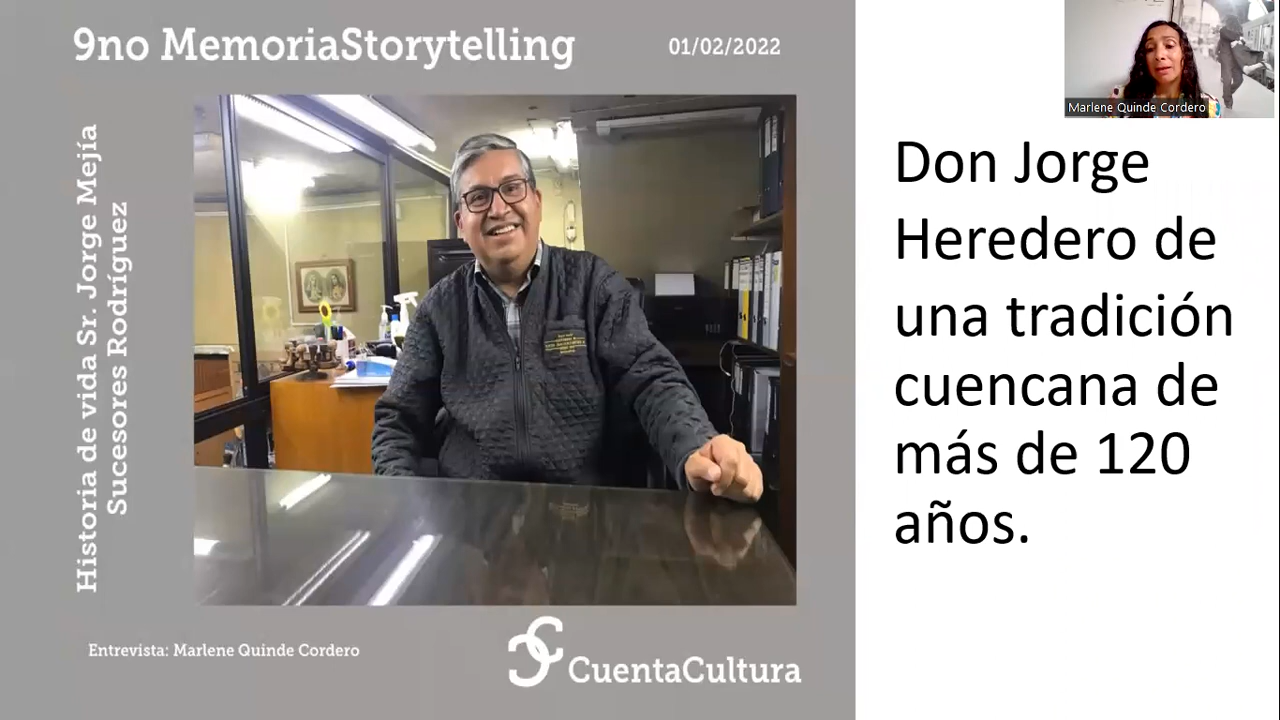 9no MemoriaStorytelling
01/02/2022
Historia de vida Sr. Jorge Mejía
Sucesores Rodríguez
Entrevista: Marlene Quinde Cordero
CuentaCultura
Marlene Quinde Cordero
Don Jorge
Heredero de
una tradición
cuencana de
más de 120
años.